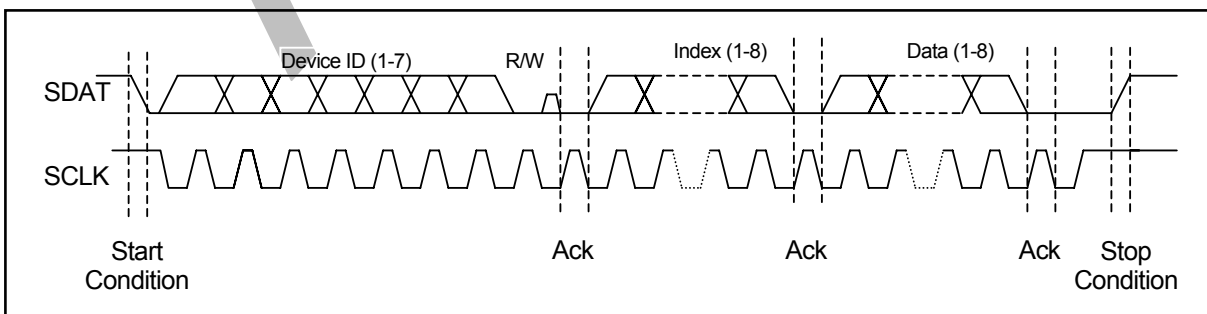 Device ID (1-7)
R/W
Index (1-8)
Data (1-8)
SDAT
SCLK
Start
Condition
Ack
Ack
Ack
Stop
Condition